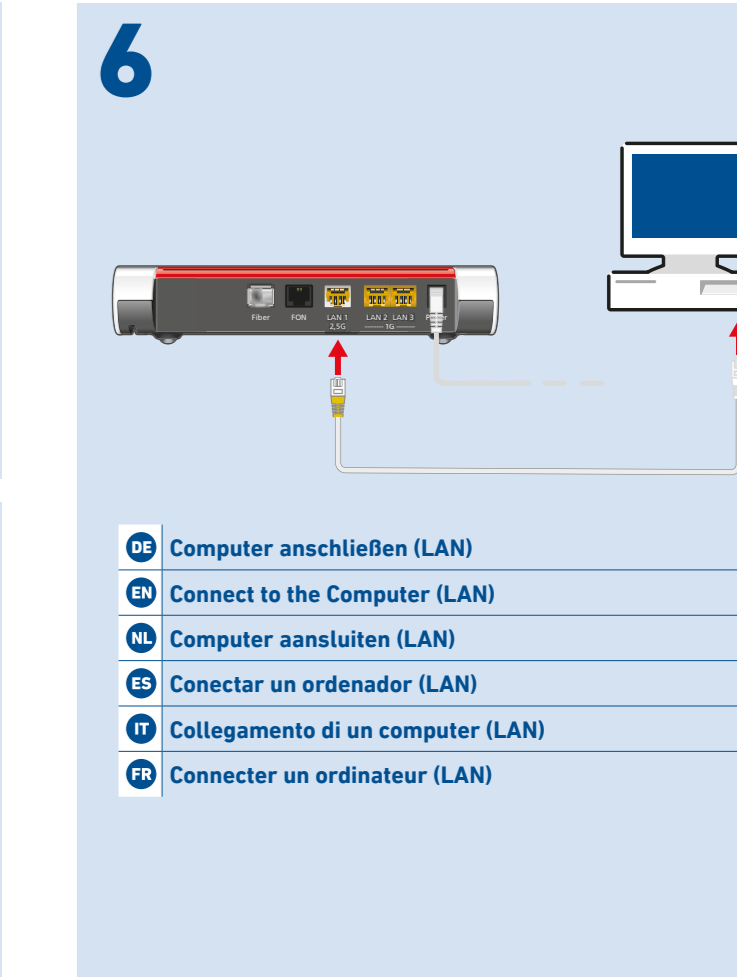 6
Fiber FON LAN 1 LAN 2 LAN 3 Power
2,5G 1G
DE Computer anschließen (LAN)
EN Connect to the Computer (LAN)
NL Computer aansluiten (LAN)
ES Conectar un ordenador (LAN)
IT Collegamento di un computer (LAN)
FR Connecter un ordinateur (LAN)